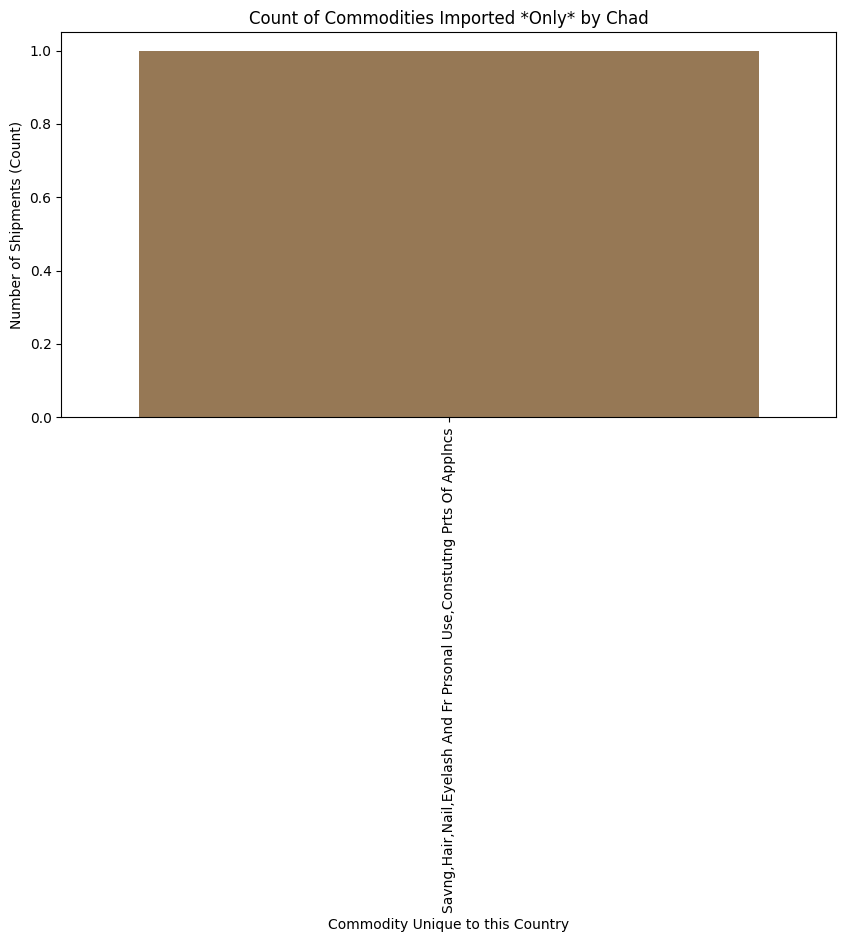 Count of Commodities Imported *Only* by Chad
Number of Shipments (Count)
1.0
0.8
0.6
0.4
0.2
0.0
Savng,Hair,Nail,Eyelash And Fr Prsonal Use,Constutng Prts Of Applncs
Commodity Unique to this Country